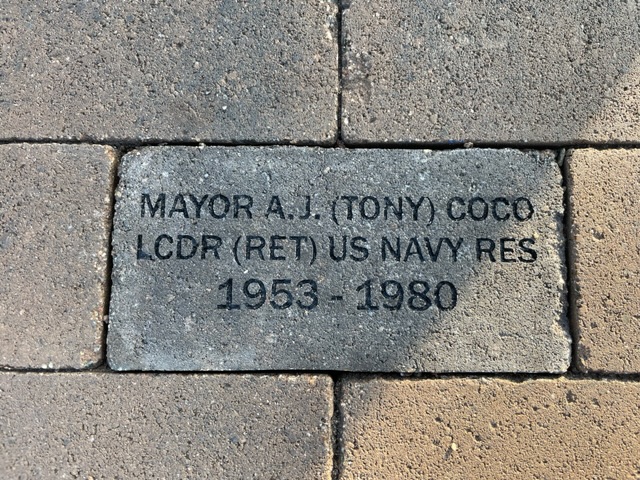 MAYOR A.J. (TONY) COCO
LCDR (RET) US NAVY RES
1953 - 1980